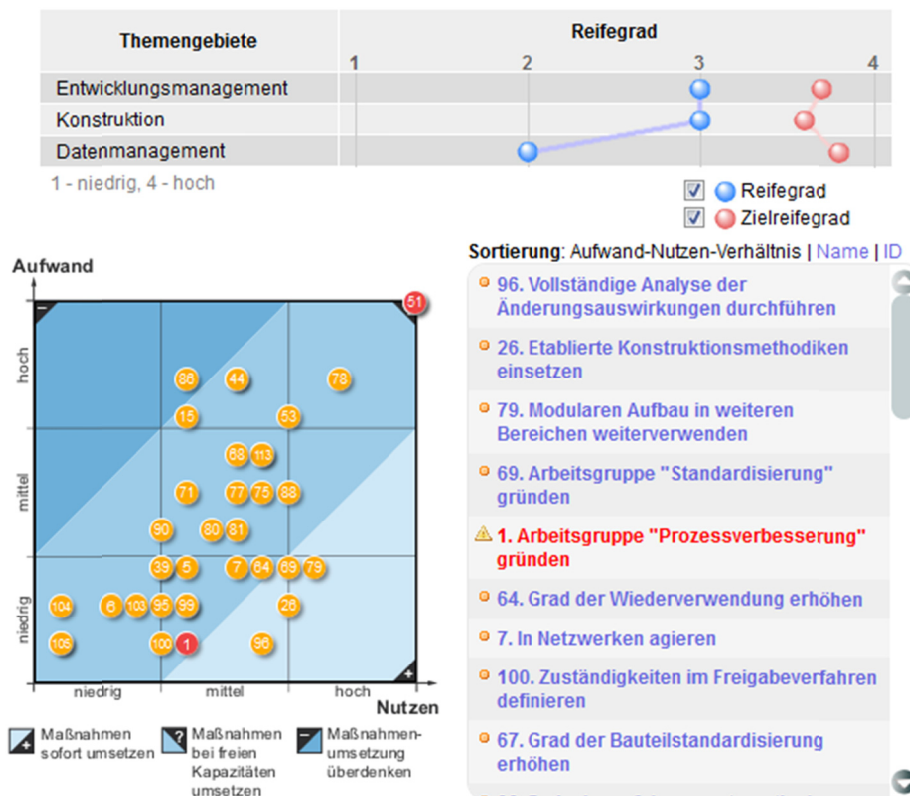 Themengebiete
Reifegrad
1 2 3 4
Entwicklungsmanagement
Konstruktion
Datenmanagement
1 - niedrig, 4 - hoch
Reifegrad
Zielreifegrad
Aufwand
51
86 44 78
15 53
68 113
71 77 75 88
90 80 81
39 5 7 64 69 79
104 6 103 95 99 26
105 100 1 96
hoch
mittel
niedrig
niedrig mittel hoch
Nutzen
Maßnahmen
sofort umsetzen
Maßnahmen
bei freien
Kapazitäten
umsetzen
Maßnahmen-
umsetzung
überdenken
Sortierung: Aufwand-Nutzen-Verhältnis | Name | ID
96. Vollständige Analyse der
Änderungsauswirkungen durchführen
26. Etablierte Konstruktionsmethodiken
einsetzen
79. Modularen Aufbau in weiteren
Bereichen weiterverwenden
69. Arbeitsgruppe "Standardisierung"
gründen
1. Arbeitsgruppe "Prozessverbesserung"
gründen
64. Grad der Wiederverwendung erhöhen
7. In Netzwerken agieren
100. Zuständigkeiten im Freigabeverfahren
definieren
67. Grad der Bauteilstandardisierung
erhöhen